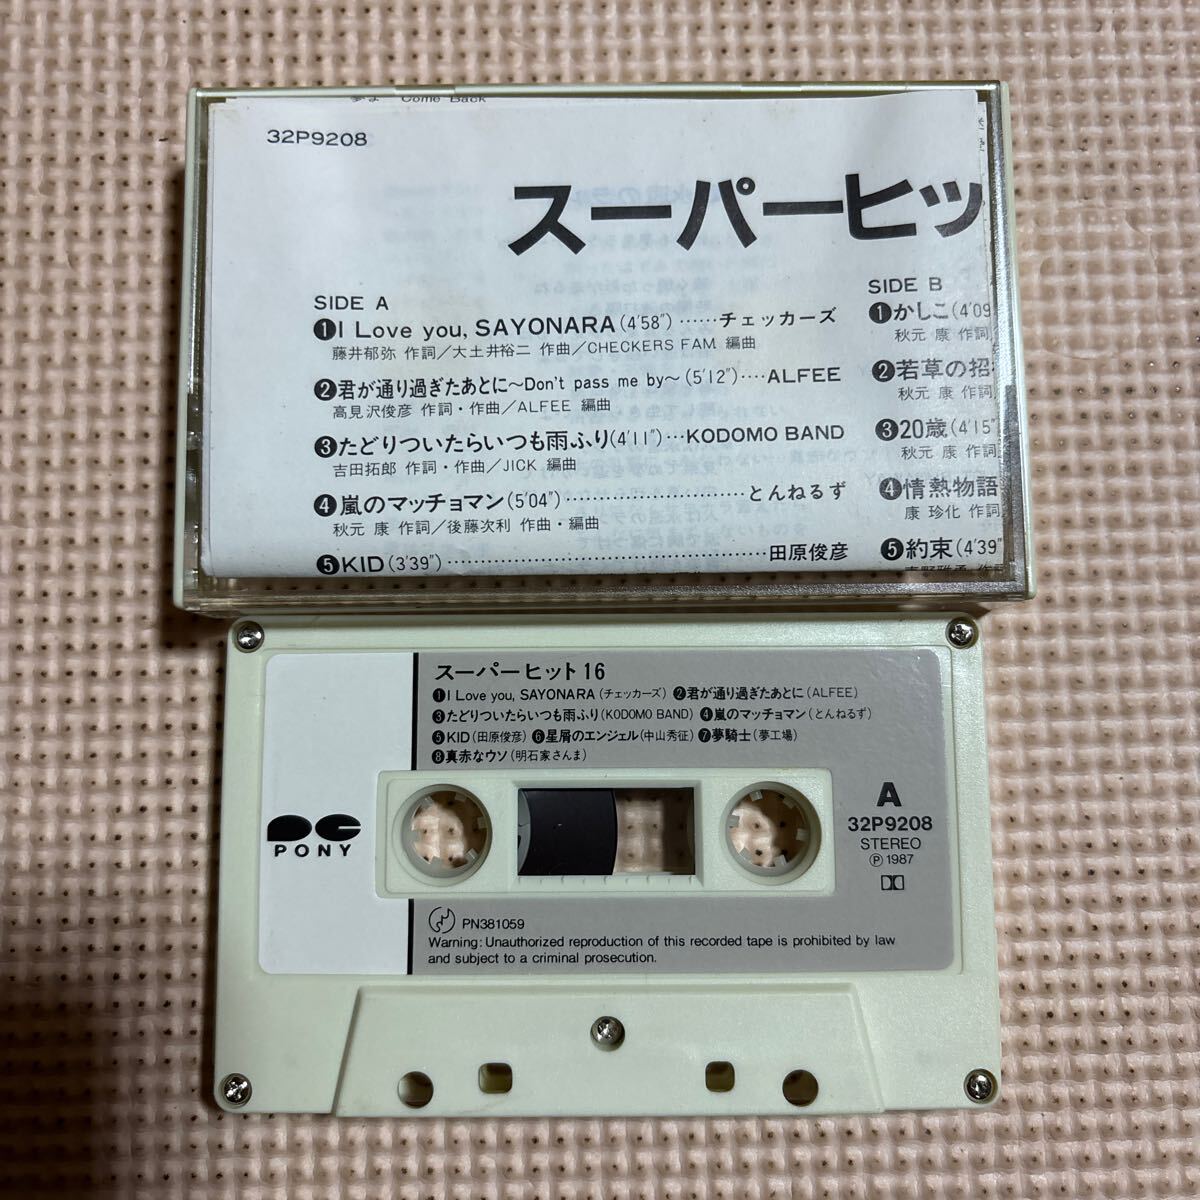 夢よ Come Back
32P9208
スーパーヒッ
SIDE A
❶I Love you, SAYONARA(4'58")……チェッカーズ
藤井郁弥 作詞／大土井裕二 作曲／CHECKERS FAM 編曲
❷君が通り過ぎたあとに〜Don't pass me by〜(5'12")‥‥ALFEE
高見沢俊彦 作詞・作曲／ALFEE 編曲
❸たどりついたらいつも雨ふり(4'11")…KODOMO BAND
吉田拓郎 作詞・作曲／JICK 編曲
❹嵐のマッチョマン(5'04")……………………とんねるず
秋元 康 作詞／後藤次利 作曲・編曲
❺KID(3'39")……………………………………田原俊彦
SIDE B
❶かしこ(4'09
秋元 康 作詞
❷若草の招
秋元 康 作詞
❸20歳(4'15"
秋元 康 作詞
❹情熱物語
康 珍化 作詞
❺約束(4'39"
スーパーヒット16
❶I Love you, SAYONARA(チェッカーズ) ❷君が通り過ぎたあとに(ALFEE)
❸たどりついたらいつも雨ふり(KODOMO BAND) ❹嵐のマッチョマン(とんねるず)
❺KID(田原俊彦) ❻星屑のエンジェル(中山秀征) ❼夢騎士(夢工場)
❽真赤なウソ(明石家さんま)
PONY
A
32P9208
STEREO
Ⓟ1987
PN381059
Warning: Unauthorized reproduction of this recorded tape is prohibited by law
and subject to a criminal prosecution.